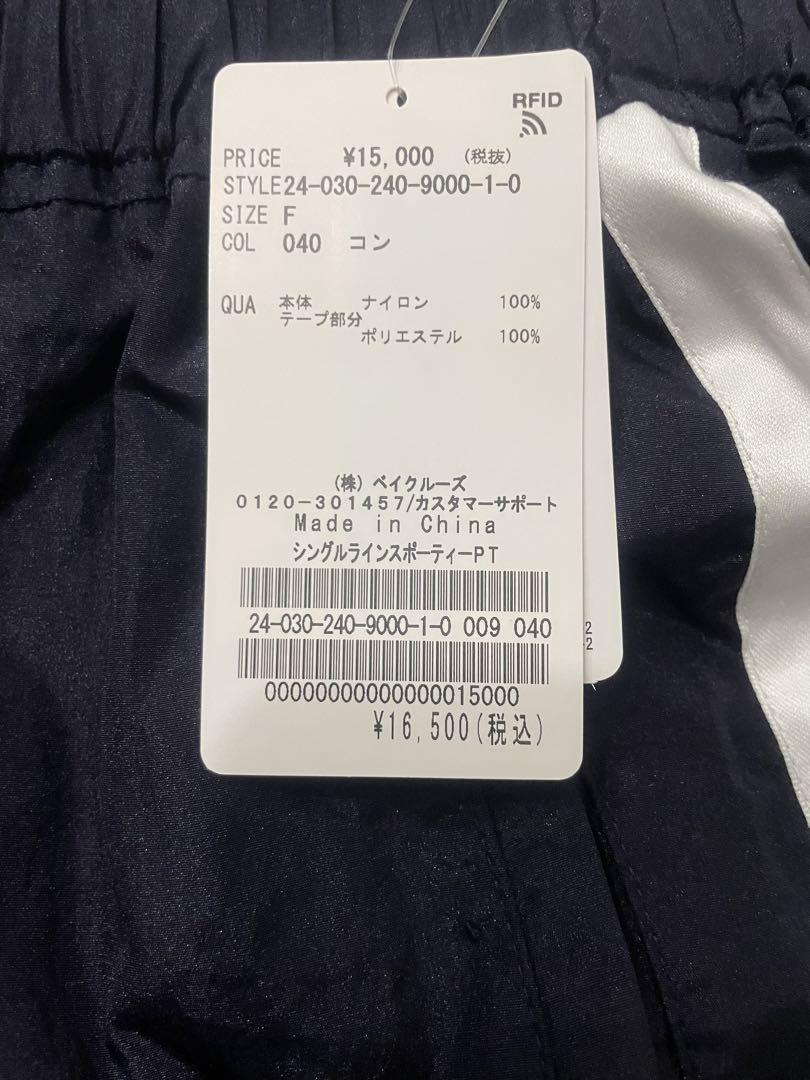 RFID
PRICE ¥15,000 (税抜)
STYLE24-030-240-9000-1-0
SIZE F
COL 040 コン
QUA 本体 ナイロン 100%
テープ部分
ポリエステル 100%
(株)ベイクルーズ
0120-301457/カスタマーサポート
Made in China
シングルラインスポーティーPT
24-030-240-9000-1-0 009 040
00000000000000015000
¥16,500(税込)
2
-2